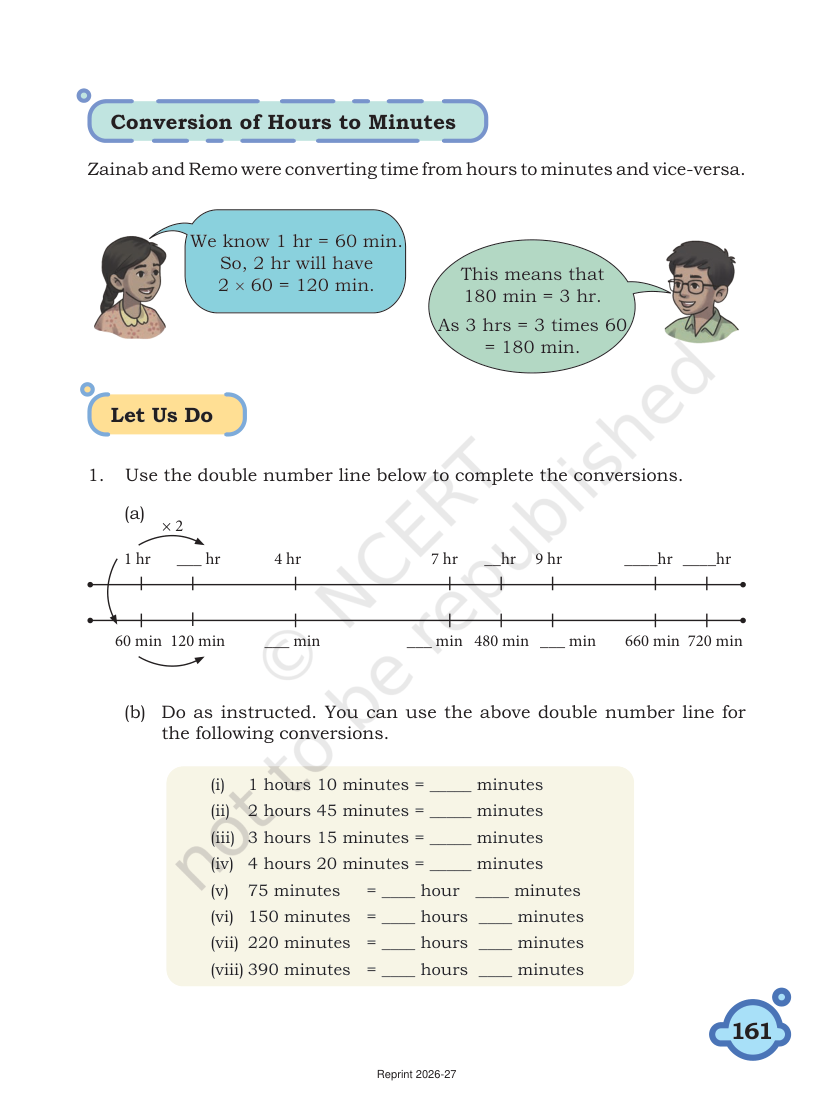 Conversion of Hours to Minutes
Zainab and Remo were converting time from hours to minutes and vice-versa.
We know 1 hr = 60 min.
So, 2 hr will have
2 × 60 = 120 min.
This means that
180 min = 3 hr.
As 3 hrs = 3 times 60
= 180 min.
Let Us Do
1. Use the double number line below to complete the conversions.
(a)
× 2
1 hr ___ hr 4 hr 7 hr __hr 9 hr ____hr ____hr
60 min 120 min ___ min ___ min 480 min ___ min 660 min 720 min
(b) Do as instructed. You can use the above double number line for
the following conversions.
(i) 1 hours 10 minutes = _____ minutes
(ii) 2 hours 45 minutes = _____ minutes
(iii) 3 hours 15 minutes = _____ minutes
(iv) 4 hours 20 minutes = _____ minutes
(v) 75 minutes = ____ hour ____ minutes
(vi) 150 minutes = ____ hours ____ minutes
(vii) 220 minutes = ____ hours ____ minutes
(viii) 390 minutes = ____ hours ____ minutes
© NCERT
not to be republished
161
Reprint 2026-27